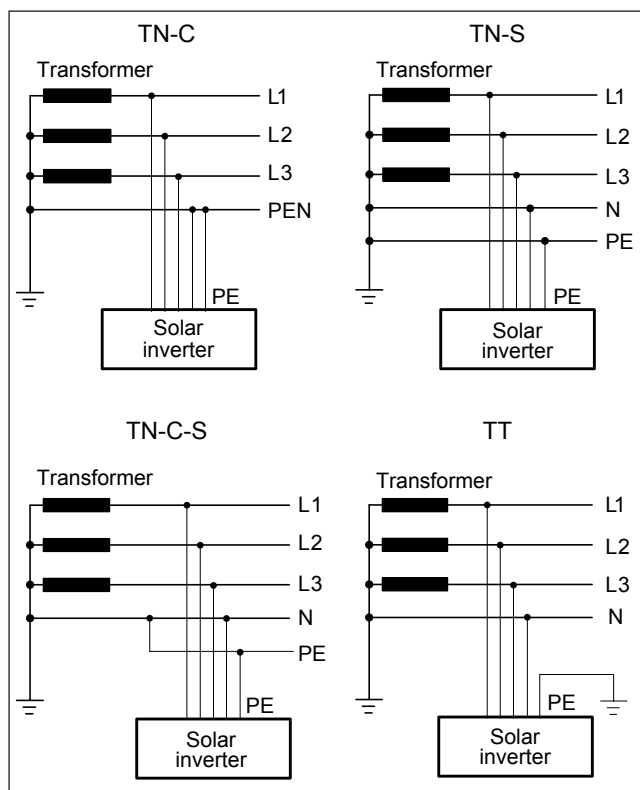 TN-C
Transformer
L1
L2
L3
PEN
PE
Solar
inverter
TN-S
Transformer
L1
L2
L3
N
PE
PE
Solar
inverter
TN-C-S
Transformer
L1
L2
L3
N
PE
PE
Solar
inverter
TT
Transformer
L1
L2
L3
N
PE
Solar
inverter